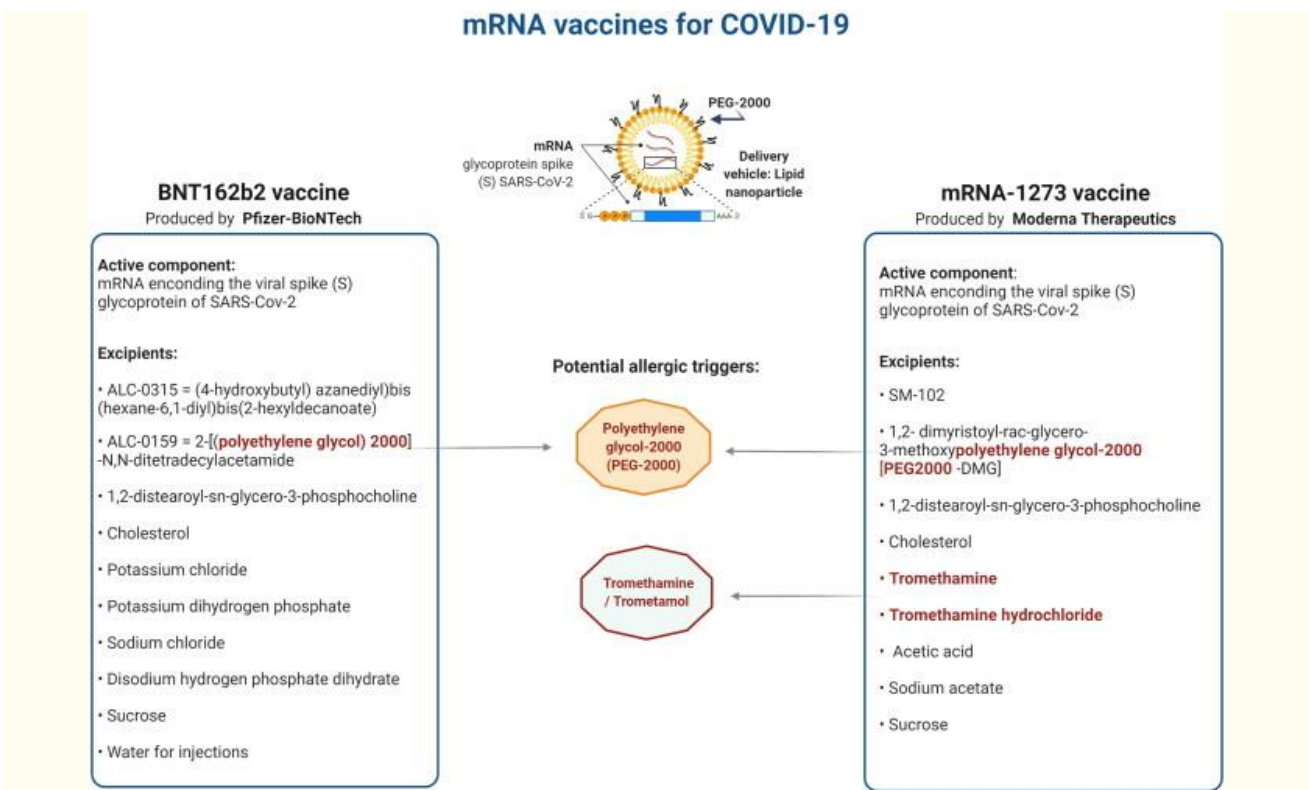 mRNA vaccines for COVID-19
PEG-2000
mRNA
glycoprotein spike
(S) SARS-CoV-2
Delivery
vehicle: Lipid
nanoparticle
AAA-3
BNT162b2 vaccine
Produced by Pfizer-BioNTech
Active component:
mRNA enconding the viral spike (S)
glycoprotein of SARS-Cov-2
Excipients:
• ALC-0315 = (4-hydroxybutyl) azanediyl)bis
(hexane-6,1-diyl)bis(2-hexyldecanoate)
• ALC-0159 = 2-[(polyethylene glycol) 2000]
-N,N-ditetradecylacetamide
• 1,2-distearoyl-sn-glycero-3-phosphocholine
• Cholesterol
• Potassium chloride
• Potassium dihydrogen phosphate
• Sodium chloride
• Disodium hydrogen phosphate dihydrate
• Sucrose
• Water for injections
Potential allergic triggers:
Polyethylene
glycol-2000
(PEG-2000)
Tromethamine
/ Trometamol
mRNA-1273 vaccine
Produced by Moderna Therapeutics
Active component:
mRNA enconding the viral spike (S)
glycoprotein of SARS-Cov-2
Excipients:
• SM-102
• 1,2- dimyristoyl-rac-glycero-
3-methoxypolyethylene glycol-2000
[PEG2000 -DMG]
• 1,2-distearoyl-sn-glycero-3-phosphocholine
• Cholesterol
• Tromethamine
• Tromethamine hydrochloride
• Acetic acid
• Sodium acetate
• Sucrose